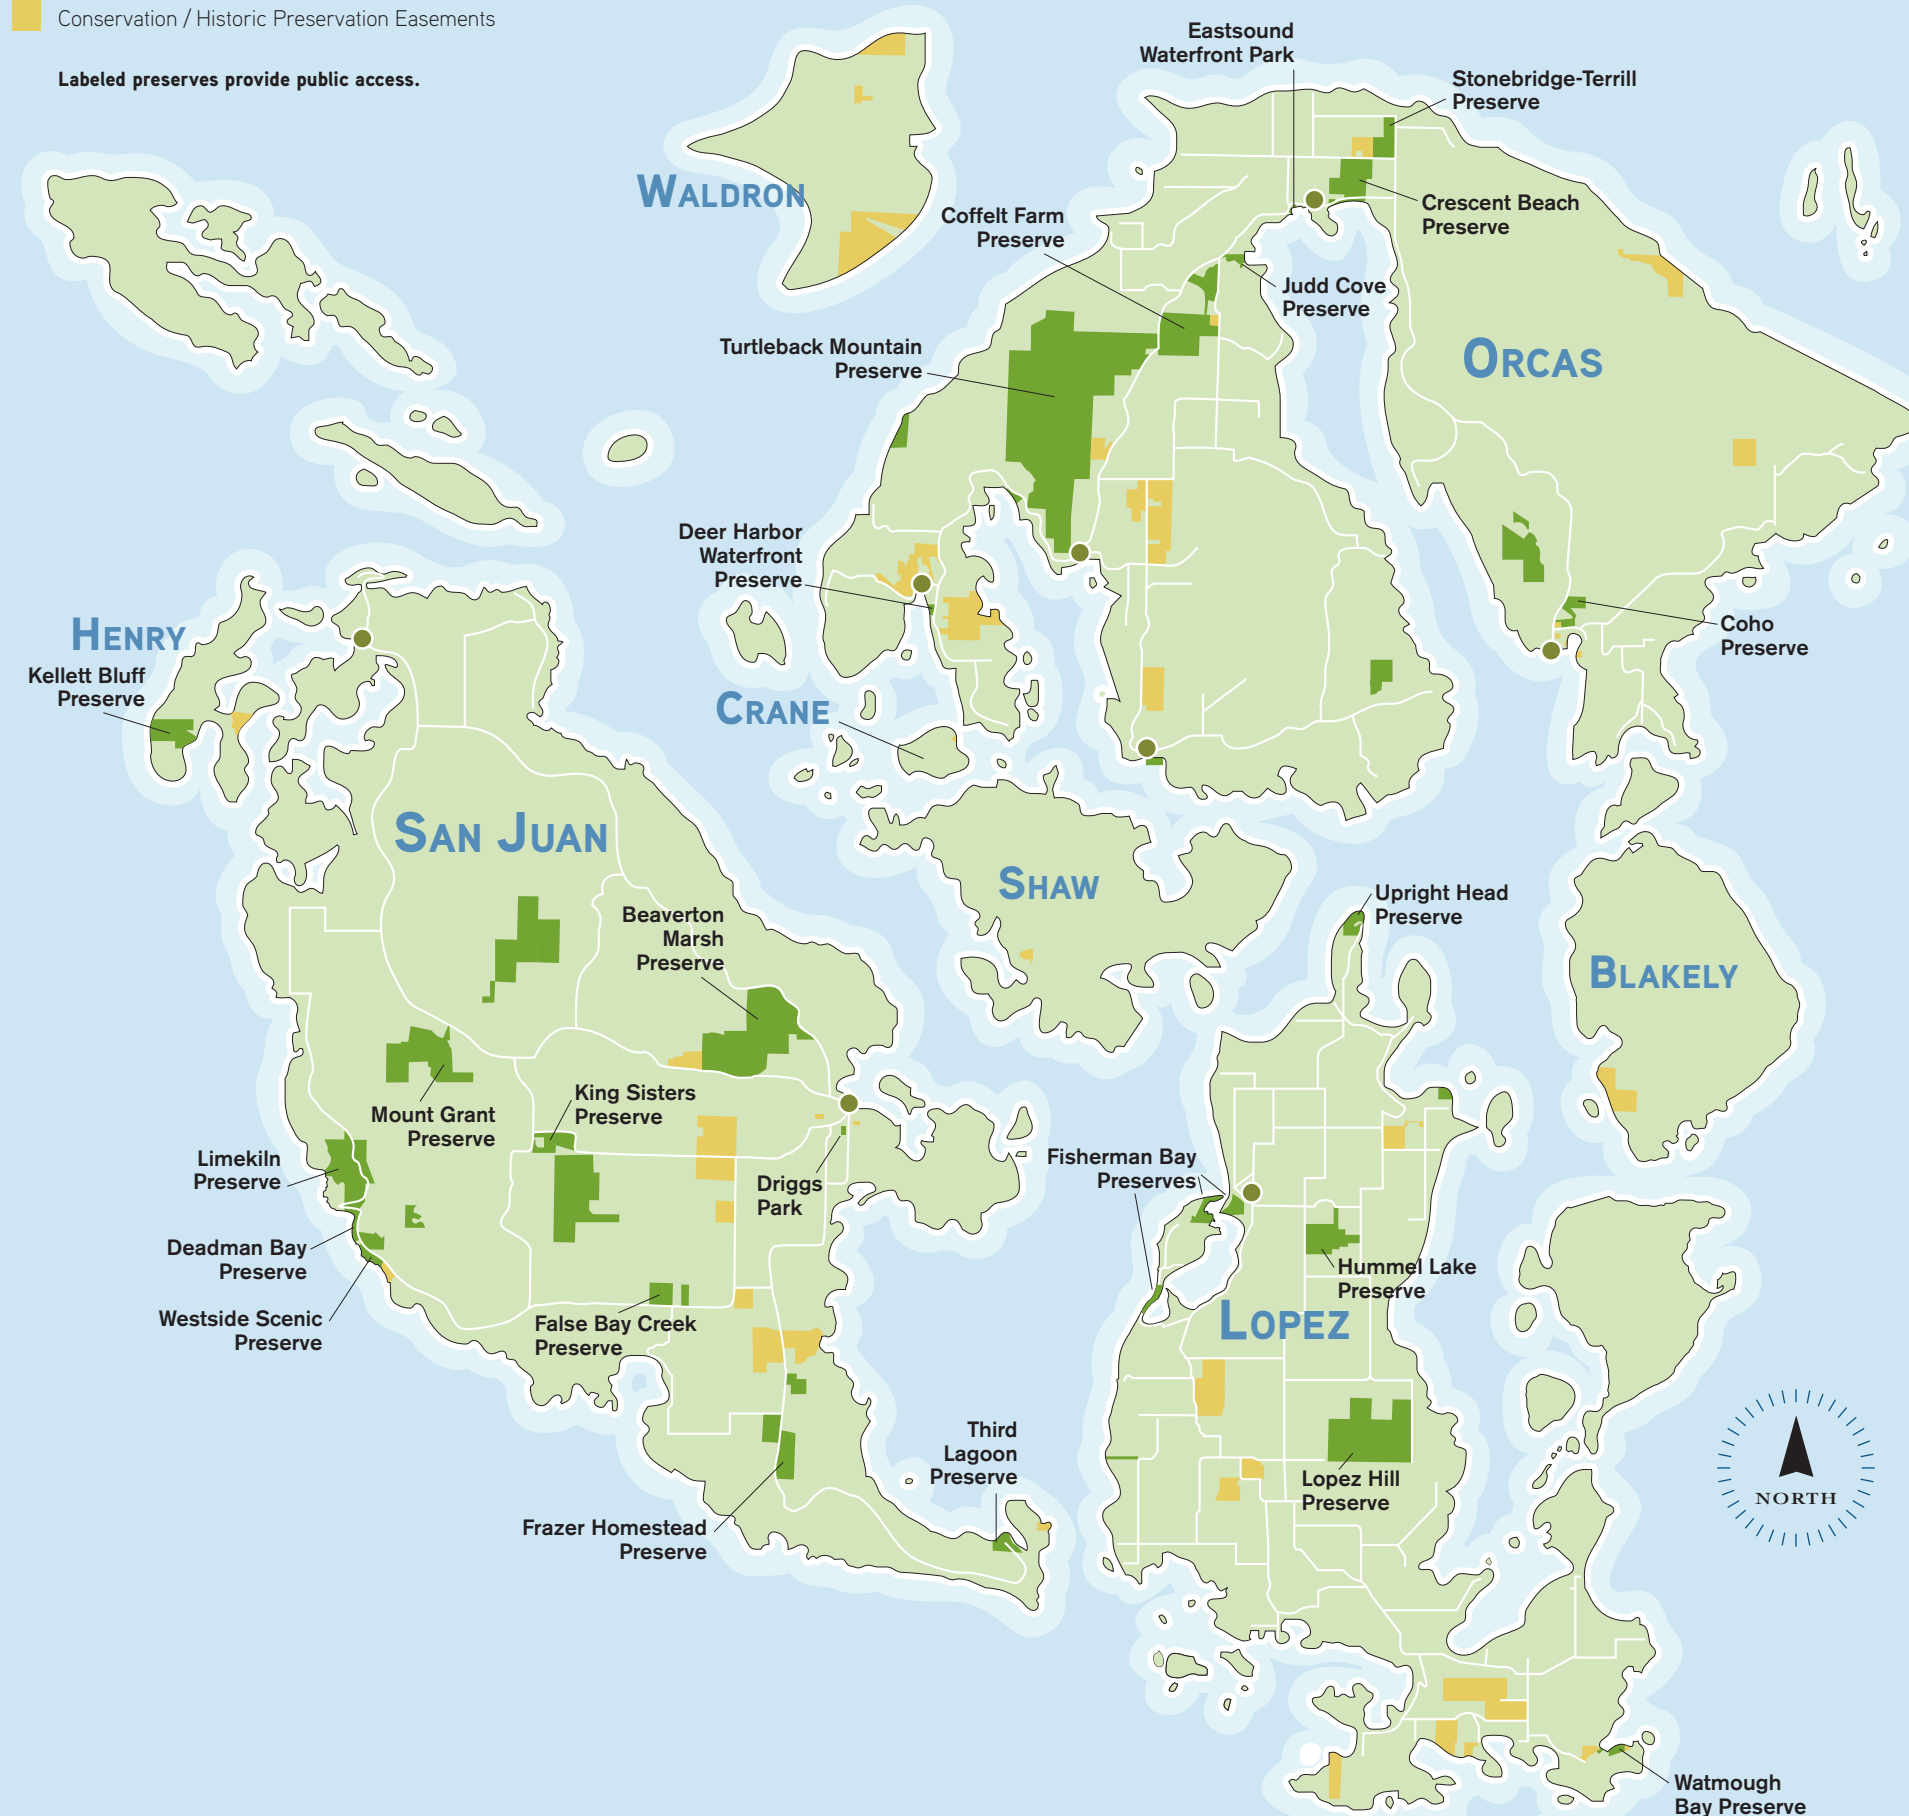 Conservation / Historic Preservation Easements
Labeled preserves provide public access.
Eastsound
Waterfront Park
Stonebridge-Terrill
Preserve
WALDRON
Coffelt Farm
Preserve
Crescent Beach
Preserve
Judd Cove
Preserve
Turtleback Mountain
Preserve
ORCAS
Deer Harbor
Waterfront
Preserve
HENRY
Kellett Bluff
Preserve
Coho
Preserve
CRANE
SAN JUAN
SHAW
Upright Head
Preserve
Beaverton
Marsh
Preserve
BLAKELY
King Sisters
Preserve
Mount Grant
Preserve
Limekiln
Preserve
Driggs
Park
Fisherman Bay
Preserves
Deadman Bay
Preserve
Hummel Lake
Preserve
Westside Scenic
Preserve
False Bay Creek
Preserve
LOPEZ
Third
Lagoon
Preserve
Lopez Hill
Preserve
NORTH
Frazer Homestead
Preserve
Watmough
Bay Preserve